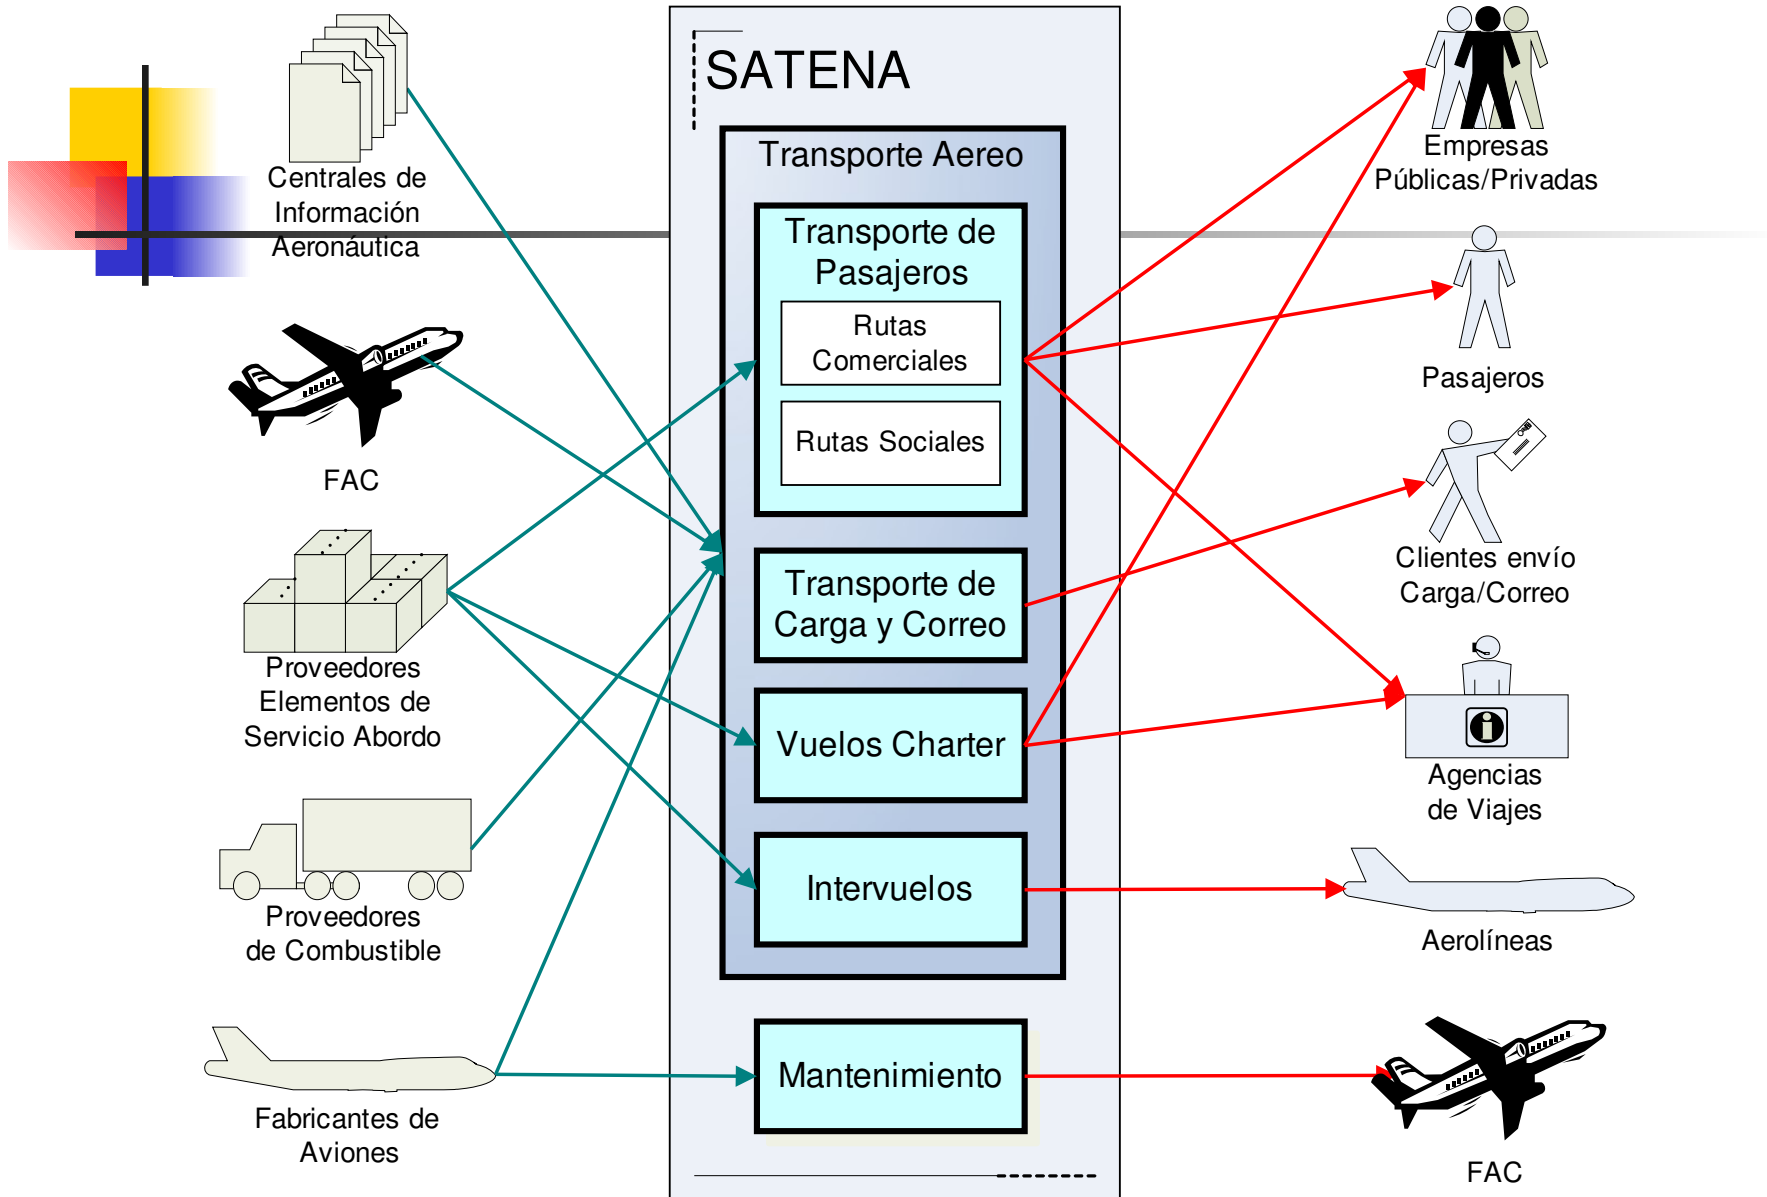 Centrales de
Información
Aeronáutica
FAC
Proveedores
Elementos de
Servicio Abordo
Proveedores
de Combustible
Fabricantes de
Aviones
SATENA
Transporte Aereo
Transporte de
Pasajeros
Rutas
Comerciales
Rutas Sociales
Transporte de
Carga y Correo
Vuelos Charter
Intervuelos
Mantenimiento
Empresas
Públicas/Privadas
Pasajeros
Clientes envío
Carga/Correo
i
Agencias
de Viajes
Aerolíneas
FAC